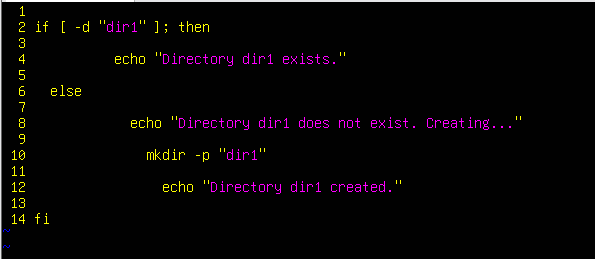 1
2 if [ -d "dir1" ]; then
3
4 echo "Directory dir1 exists."
5
6 else
7
8 echo "Directory dir1 does not exist. Creating..."
9
10 mkdir -p "dir1"
11
12 echo "Directory dir1 created."
13
14 fi
~
~